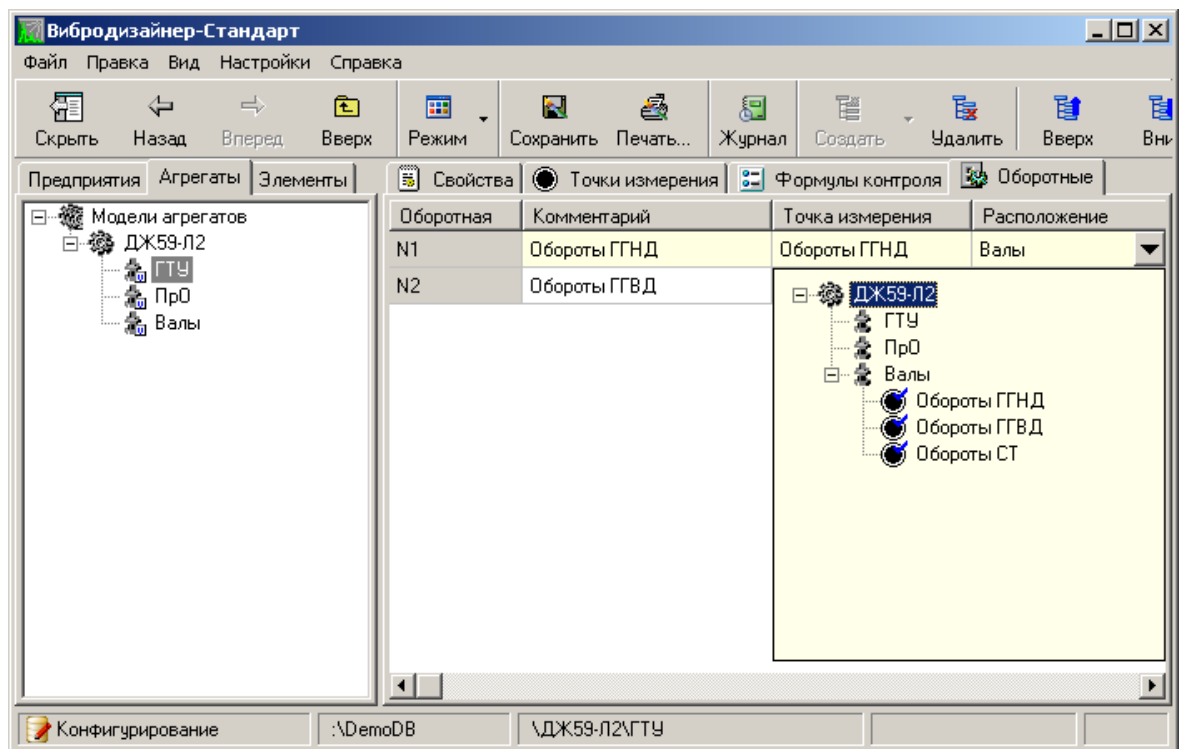 Вибродизайнер-Стандарт
Файл Правка Вид Настройки Справка
Скрыть Назад Вперед Вверх Режим Сохранить Печать... Журнал Создать Удалить Вверх Вни
Предприятия Агрегаты Элементы Свойства Точки измерения Формулы контроля Оборотные
Модели агрегатов
ДЖ59-Л2
ГТУ
ПрО
Валы
Оборотная Комментарий Точка измерения Расположение
N1 Обороты ГГНД Обороты ГГНД Валы
N2 Обороты ГГВД
ДЖ59-Л2
ГТУ
ПрО
Валы
Обороты ГГНД
Обороты ГГВД
Обороты СТ
Конфигурирование :\DemoDB \ДЖ59-Л2\ГТУ